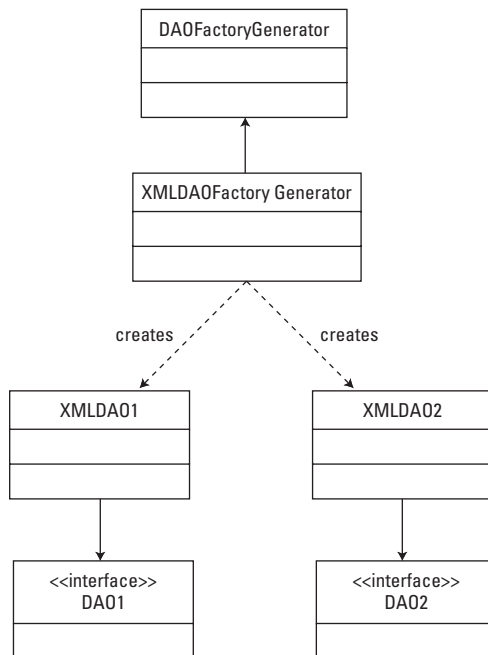 DAOFactoryGenerator
XMLDAOFactory Generator
creates
creates
XMLDAO1
XMLDAO2
<<interface>>
DAO1
<<interface>>
DAO2